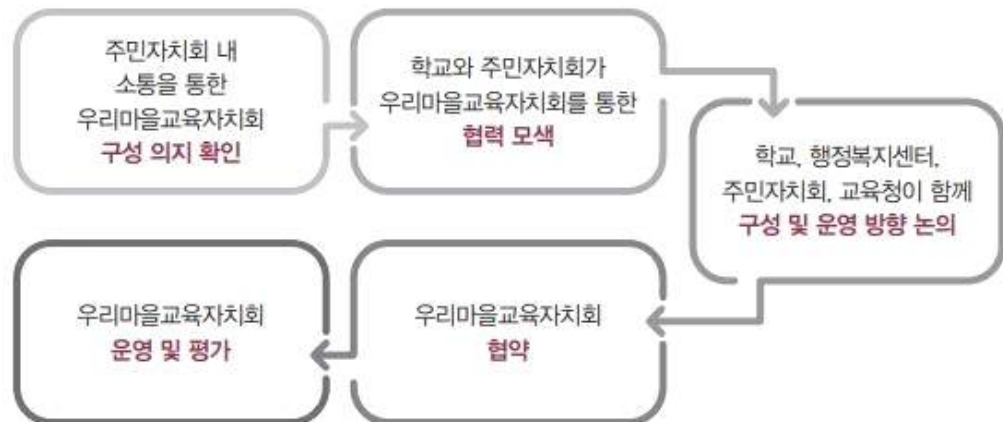 주민자치회 내
소통을 통한
우리마을교육자치회
구성 의지 확인
학교와 주민자치회가
우리마을교육자치회를 통한
협력 모색
학교, 행정복지센터,
주민자치회, 교육청이 함께
구성 및 운영 방향 논의
우리마을교육자치회
협약
우리마을교육자치회
운영 및 평가